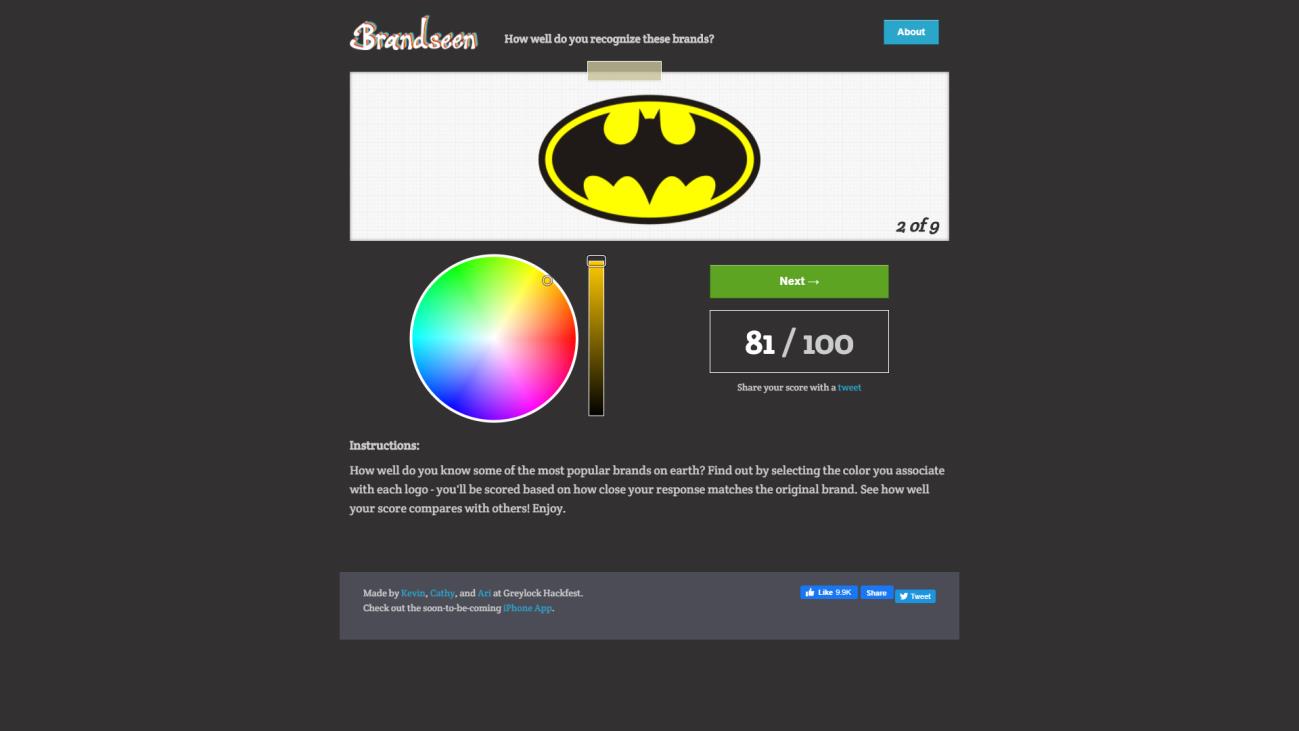 Brandseen
How well do you recognize these brands?
About
2 of 9
Next →
81 / 100
Share your score with a tweet
Instructions:
How well do you know some of the most popular brands on earth? Find out by selecting the color you associate
with each logo - you'll be scored based on how close your response matches the original brand. See how well
your score compares with others! Enjoy.
Made by Kevin, Cathy, and Ari at Greylock Hackfest.
Check out the soon-to-be-coming iPhone App.
Like 9.9K
Share
Tweet